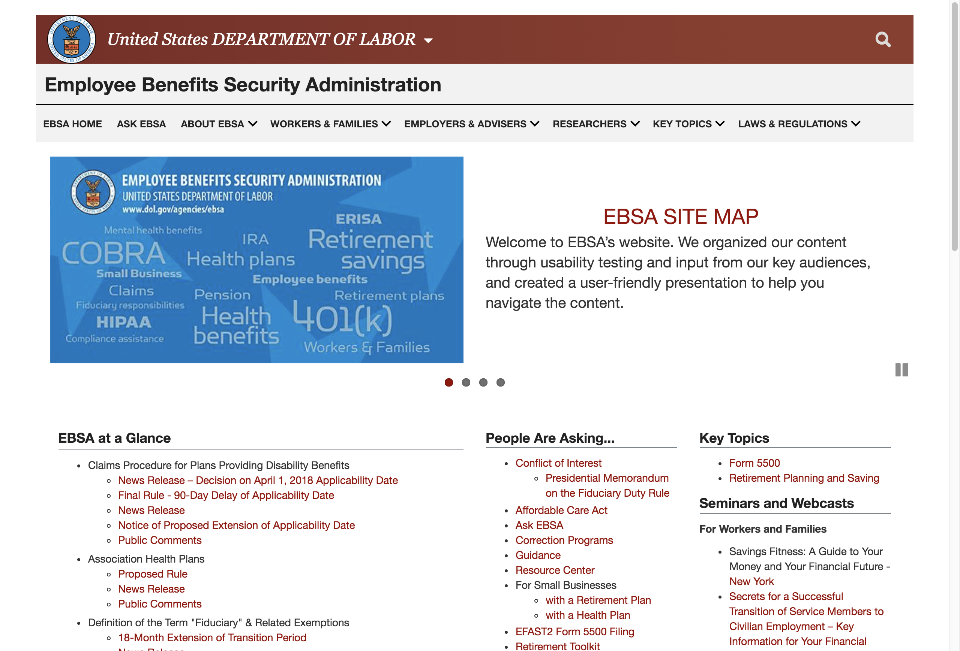 United States DEPARTMENT OF LABOR
Employee Benefits Security Administration
EBSA HOME ASK EBSA ABOUT EBSA WORKERS & FAMILIES EMPLOYERS & ADVISERS RESEARCHERS KEY TOPICS LAWS & REGULATIONS
EMPLOYEE BENEFITS SECURITY ADMINISTRATION
UNITED STATES DEPARTMENT OF LABOR
www.dol.gov/agencies/ebsa
ERISA
Mental health benefits
IRA
Retirement
savings
COBRA
Health plans
Small Business
Employee benefits
Claims
Pension
Retirement plans
Fiduciary responsibilities
HIPAA
Health
benefits
401(k)
Compliance assistance
Workers & Families
EBSA SITE MAP
Welcome to EBSA's website. We organized our content
through usability testing and input from our key audiences,
and created a user-friendly presentation to help you
navigate the content.
EBSA at a Glance
Claims Procedure for Plans Providing Disability Benefits
News Release – Decision on April 1, 2018 Applicability Date
Final Rule - 90-Day Delay of Applicability Date
News Release
Notice of Proposed Extension of Applicability Date
Public Comments
Association Health Plans
Proposed Rule
News Release
Public Comments
Definition of the Term "Fiduciary" & Related Exemptions
18-Month Extension of Transition Period
People Are Asking...
Conflict of Interest
Presidential Memorandum
on the Fiduciary Duty Rule
Affordable Care Act
Ask EBSA
Correction Programs
Guidance
Resource Center
For Small Businesses
with a Retirement Plan
with a Health Plan
EFAST2 Form 5500 Filing
Retirement Toolkit
Key Topics
Form 5500
Retirement Planning and Saving
Seminars and Webcasts
For Workers and Families
Savings Fitness: A Guide to Your
Money and Your Financial Future -
New York
Secrets for a Successful
Transition of Service Members to
Civilian Employment – Key
Information for Your Financial